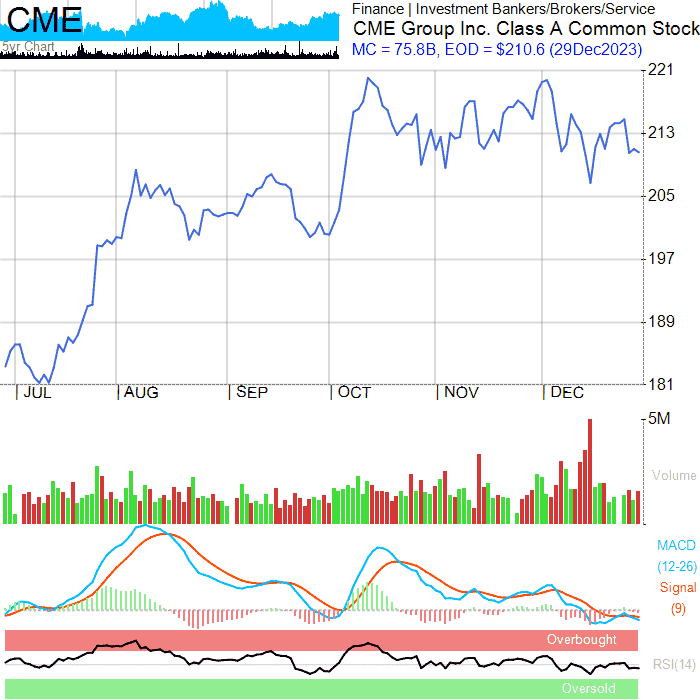 CME
5yr Chart
Finance | Investment Bankers/Brokers/Service
CME Group Inc. Class A Common Stock
MC = 75.8B, EOD = $210.6 (29Dec2023)
221
213
205
197
189
181
| JUL | AUG | SEP | OCT | NOV | DEC
5M
Volume
MACD
(12-26)
Signal
(9)
Overbought
RSI(14)
Oversold